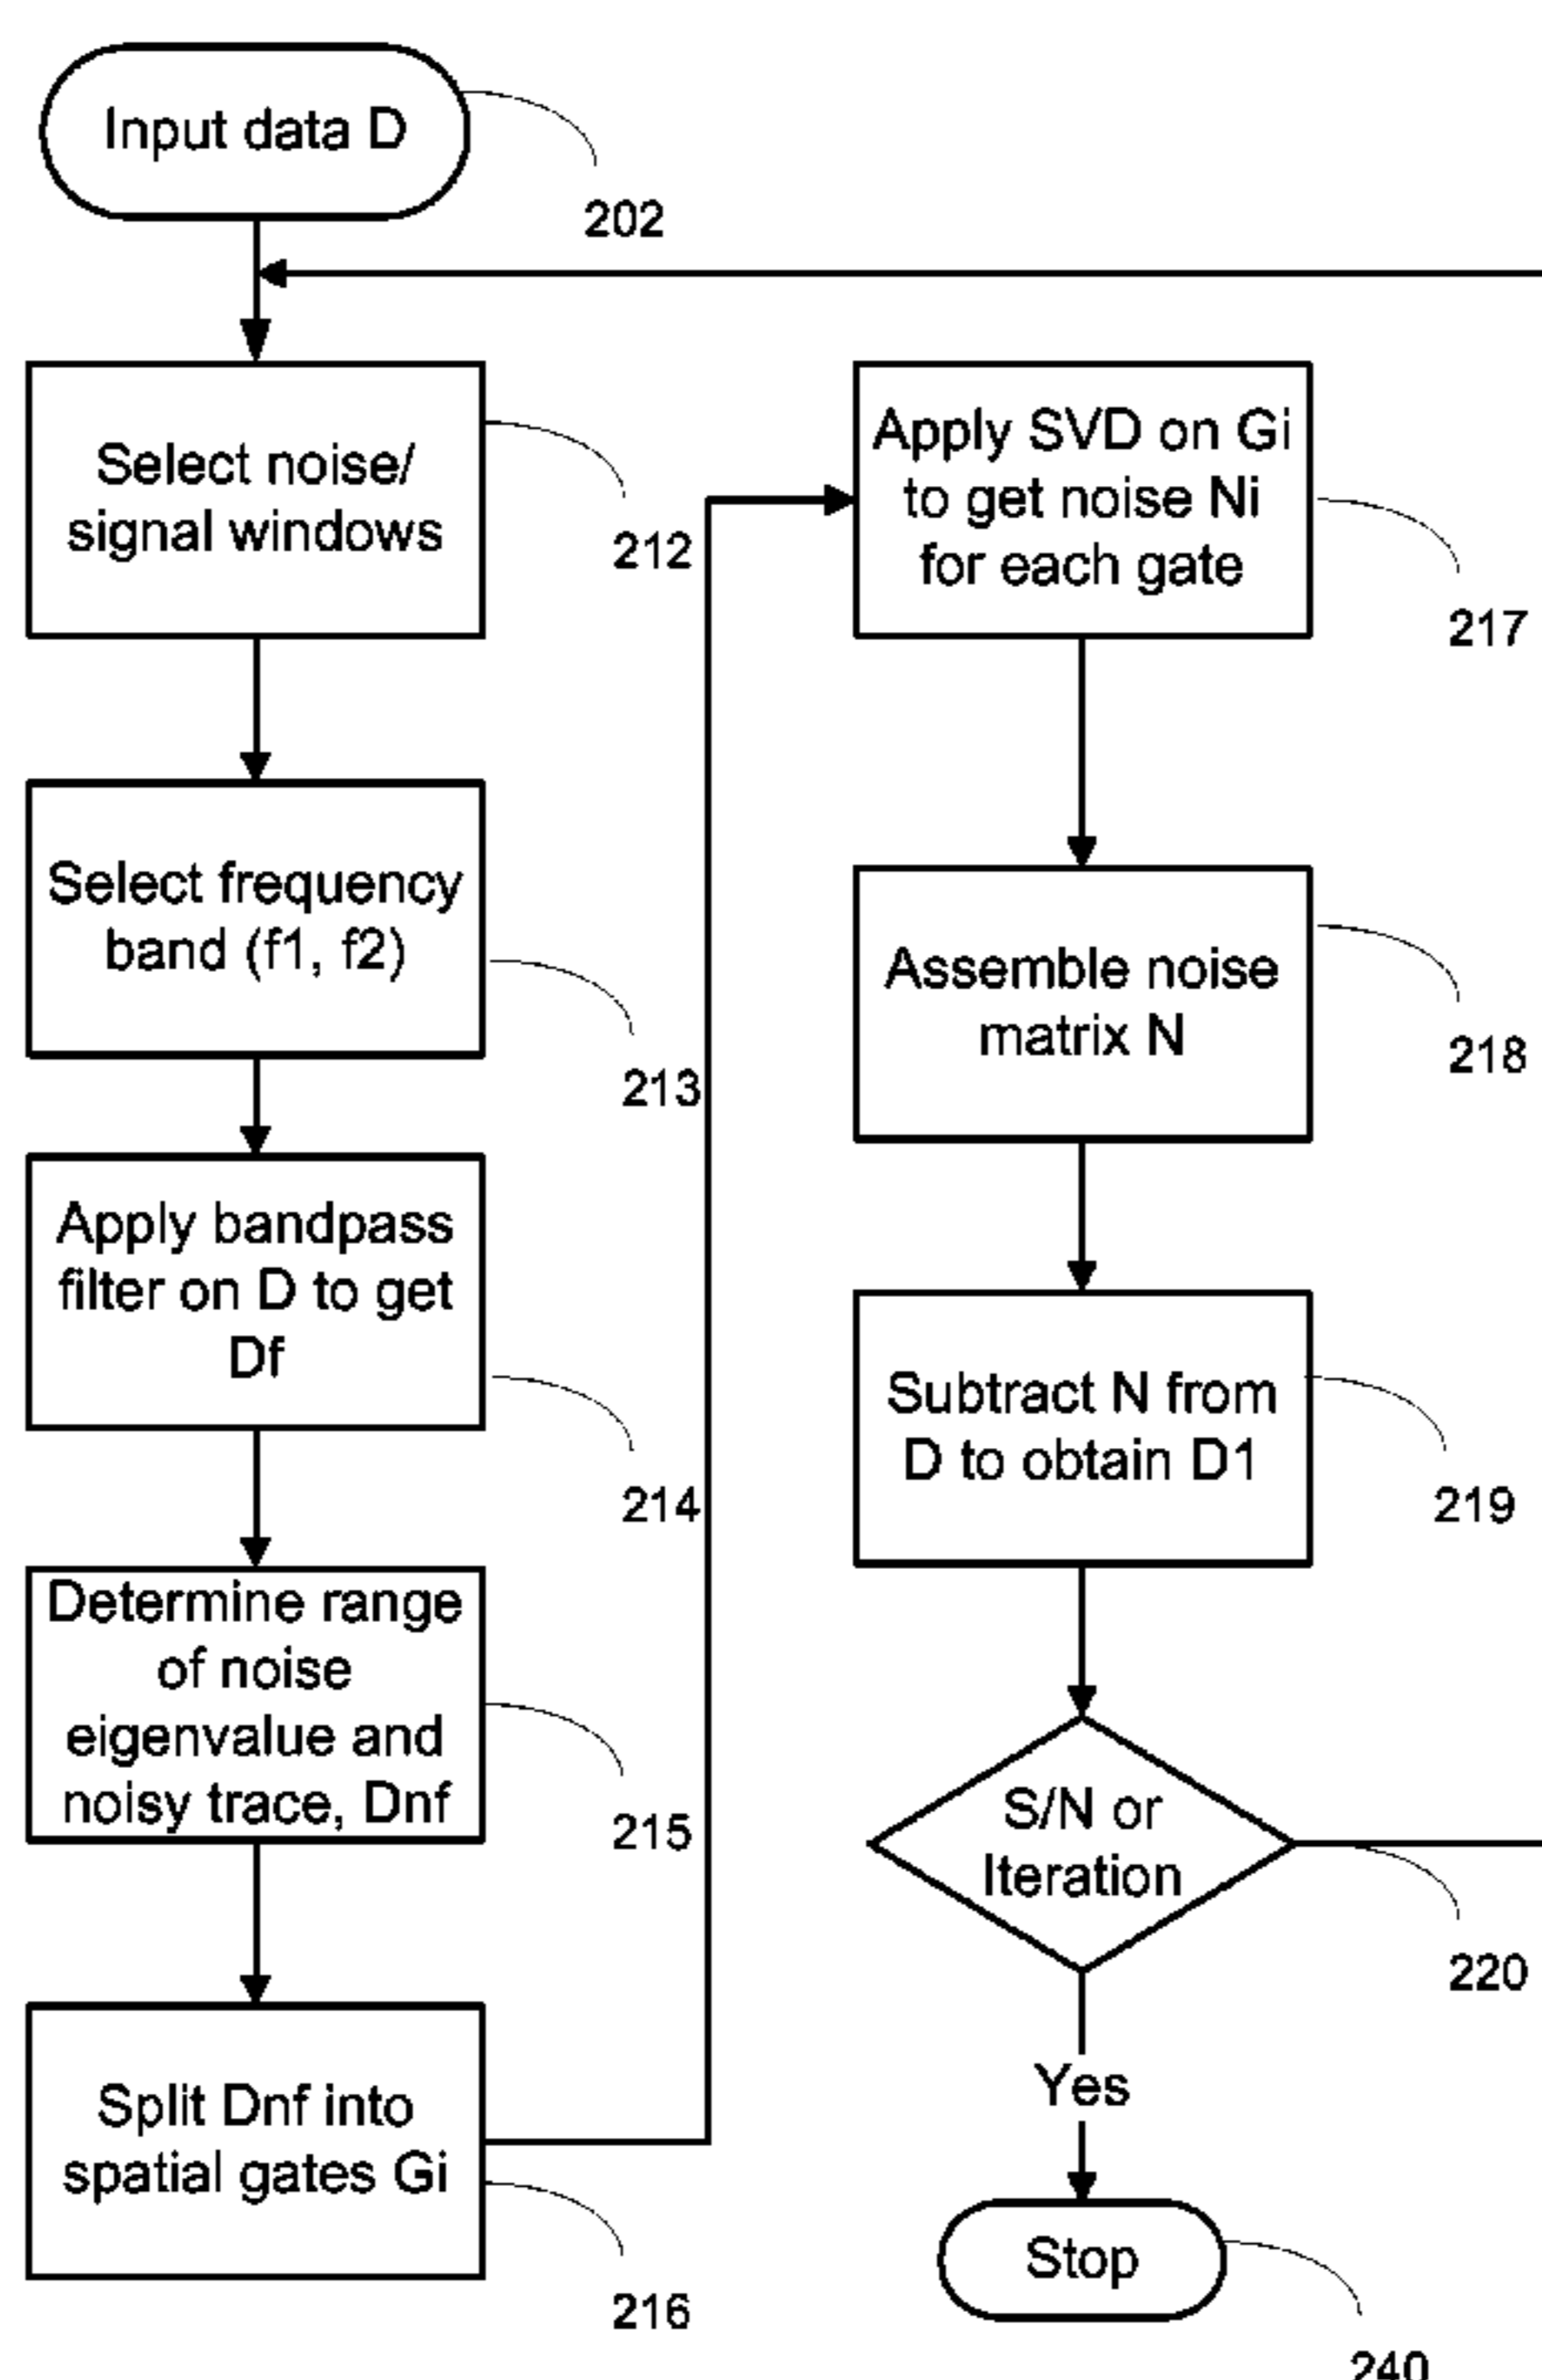 Input data D
202
Select noise/
signal windows
212
Select frequency
band (f1, f2)
213
Apply bandpass
filter on D to get
Df
214
Determine range
of noise
eigenvalue and
noisy trace, Dnf
215
Split Dnf into
spatial gates Gi
216
Apply SVD on Gi
to get noise Ni
for each gate
217
Assemble noise
matrix N
218
Subtract N from
D to obtain D1
219
S/N or
Iteration
220
Yes
Stop
240